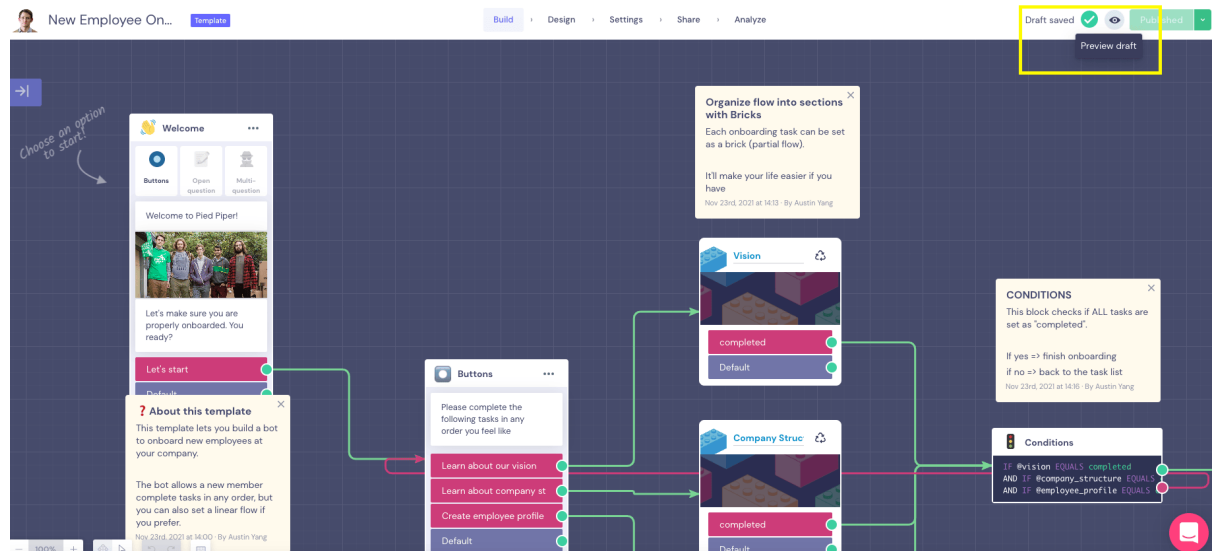 New Employee On...
Template
Build
Design
Settings
Share
Analyze
Draft saved
Published
Preview draft
Choose an option
to start!
Welcome
Buttons
Open
question
Multi-
question
Welcome to Pied Piper!
Let's make sure you are
properly onboarded. You
ready?
Let's start
Default
? About this template
This template lets you build a bot
to onboard new employees at
your company.
The bot allows a new member
complete tasks in any order, but
you can also set a linear flow if
you prefer.
Nov 23rd, 2021 at 14:00 · By Austin Yang
100%
Buttons
Please complete the
following tasks in any
order you feel like
Learn about our vision
Learn about company st
Create employee profile
Default
Organize flow into sections
with Bricks
Each onboarding task can be set
as a brick (partial flow).
It'll make your life easier if you
have
Nov 23rd, 2021 at 14:13 · By Austin Yang
Vision
completed
Default
Company Struc
completed
Default
CONDITIONS
This block checks if ALL tasks are
set as "completed".
If yes => finish onboarding
if no => back to the task list
Nov 23rd, 2021 at 14:16 · By Austin Yang
Conditions
IF @vision EQUALS completed
AND IF @company_structure EQUALS
AND IF @employee_profile EQUALS